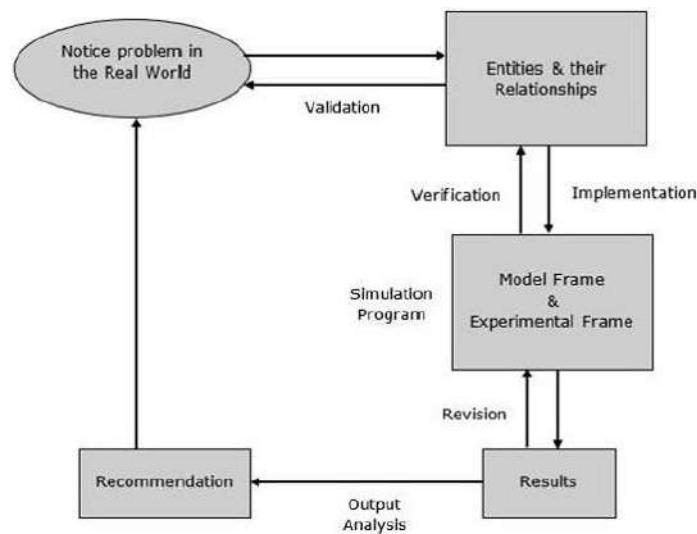 Notice problem in
the Real World
Entities & their
Relationships
Validation
Verification
Implementation
Simulation
Program
Model Frame
&
Experimental Frame
Revision
Recommendation
Results
Output
Analysis